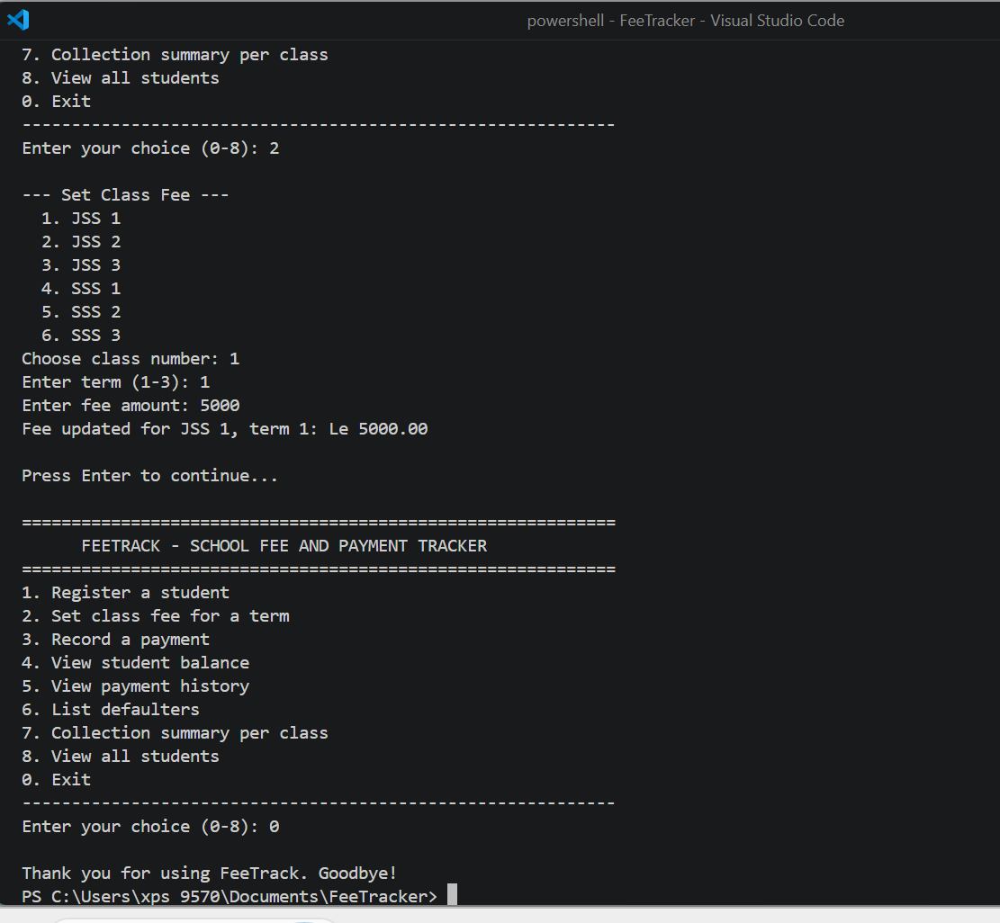 powershell - FeeTracker - Visual Studio Code
7. Collection summary per class
8. View all students
0. Exit
------------------------------------------------------------
Enter your choice (0-8): 2

--- Set Class Fee ---
  1. JSS 1
  2. JSS 2
  3. JSS 3
  4. SSS 1
  5. SSS 2
  6. SSS 3
Choose class number: 1
Enter term (1-3): 1
Enter fee amount: 5000
Fee updated for JSS 1, term 1: Le 5000.00

Press Enter to continue...

============================================================
      FEETRACK - SCHOOL FEE AND PAYMENT TRACKER
============================================================
1. Register a student
2. Set class fee for a term
3. Record a payment
4. View student balance
5. View payment history
6. List defaulters
7. Collection summary per class
8. View all students
0. Exit
------------------------------------------------------------
Enter your choice (0-8): 0

Thank you for using FeeTrack. Goodbye!
PS C:\Users\xps 9570\Documents\FeeTracker>